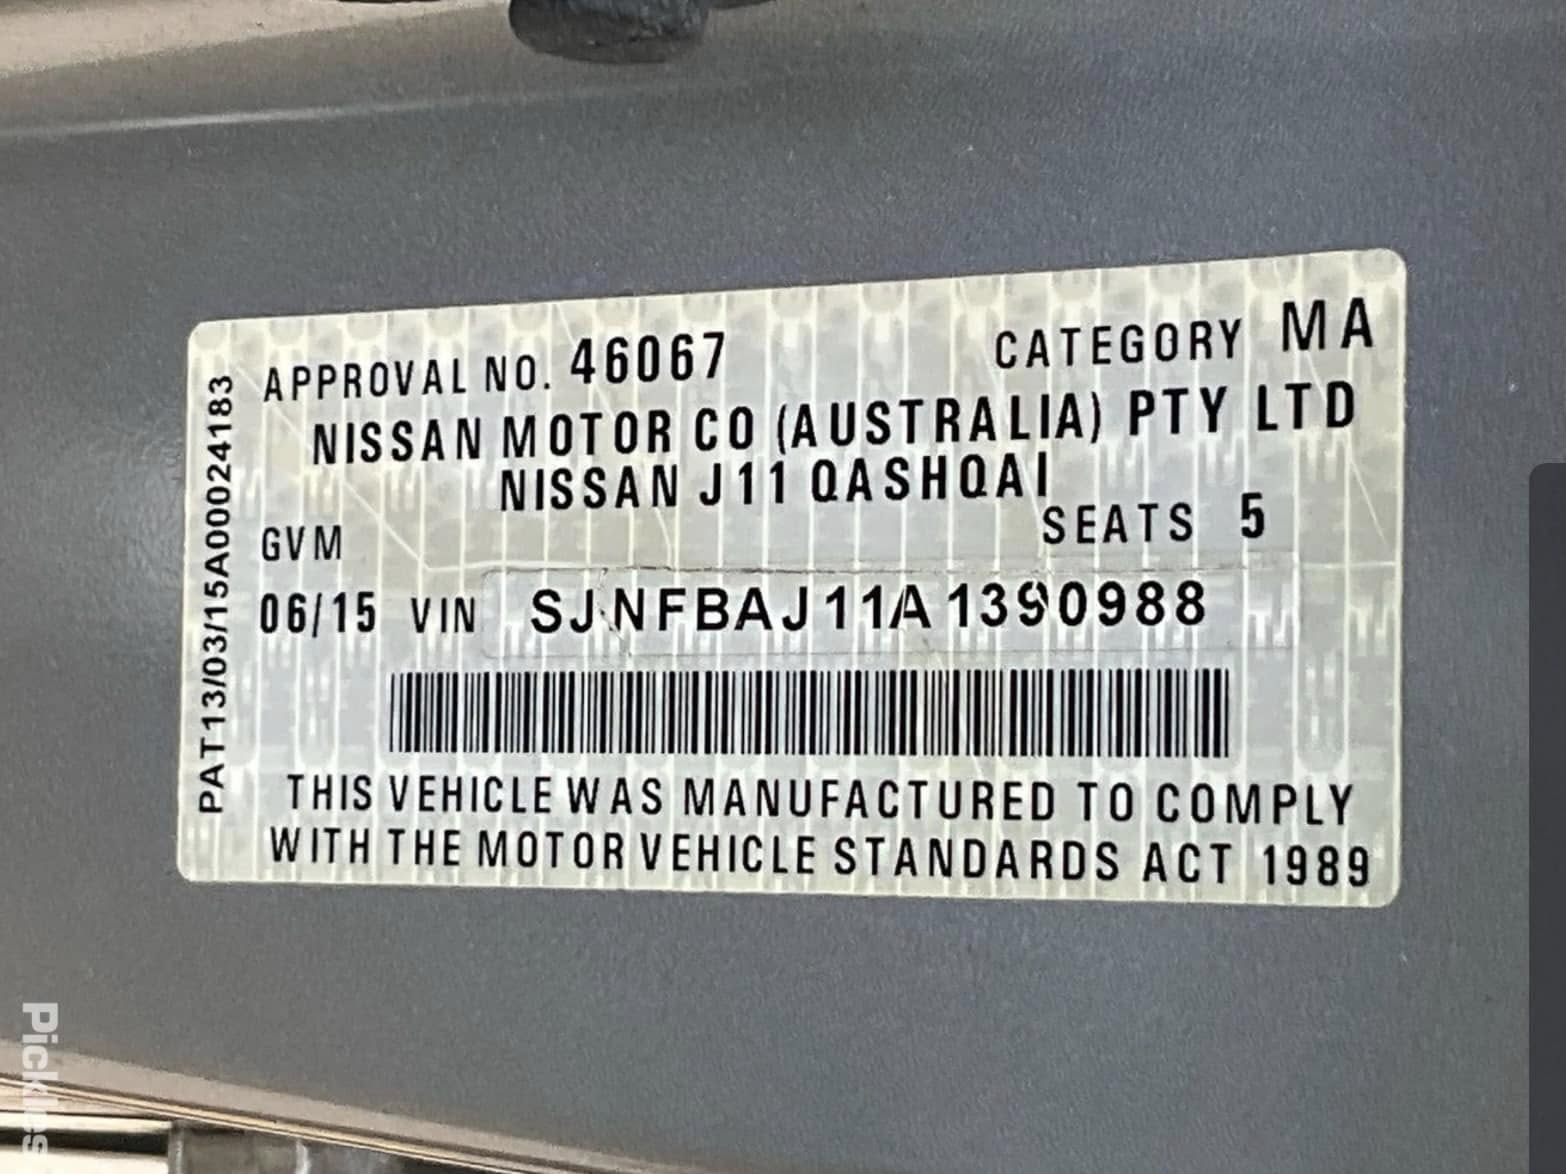 APPROVAL NO. 46067 CATEGORY MA
NISSAN MOTOR CO (AUSTRALIA) PTY LTD
NISSAN J11 QASHQAI
GVM SEATS 5
06/15 VIN SJNFBAJ11A1390988
THIS VEHICLE WAS MANUFACTURED TO COMPLY
WITH THE MOTOR VEHICLE STANDARDS ACT 1989
PAT13/03/15A00024183
Pickles